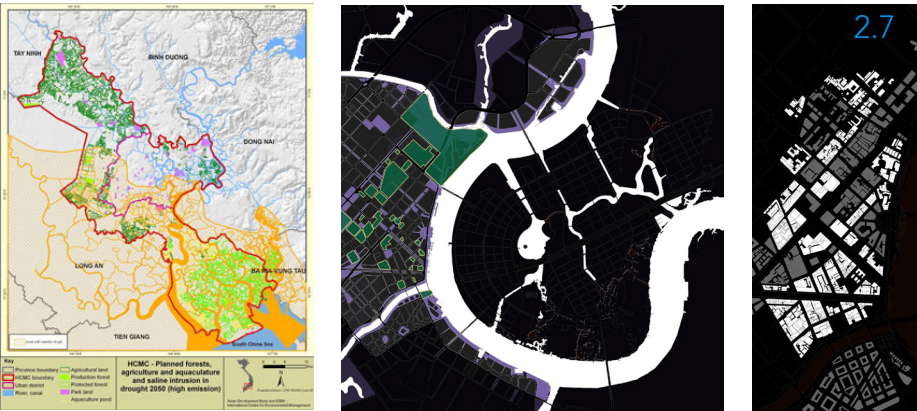 TAY NINH
BINH DUONG
DONG NAI
LONG AN
BA RIA-VUNG TAU
TIEN GIANG
South China Sea
Key
Province boundary
HCMC boundary
Urban district
River, canal
Agricultural land
Production forest
Protected forest
Park land
Aquaculture pond
HCMC - Planned forests,
agriculture and aquaculture
and saline intrusion in
drought 2050 (high emission)
N
Asian Development Bank and ICEM -
International Centre for Environmental Management
2.7